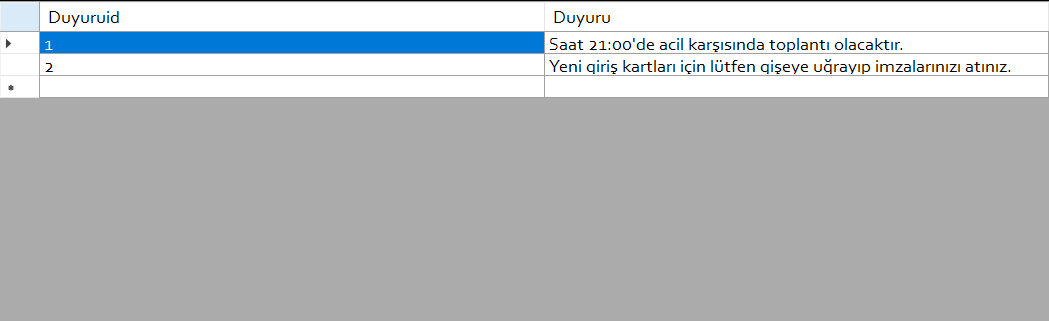 Duyuruid Duyuru
1 Saat 21:00'de acil karşısında toplantı olacaktır.
2 Yeni giriş kartları için lütfen gişeye uğrayıp imzalarınızı atınız.